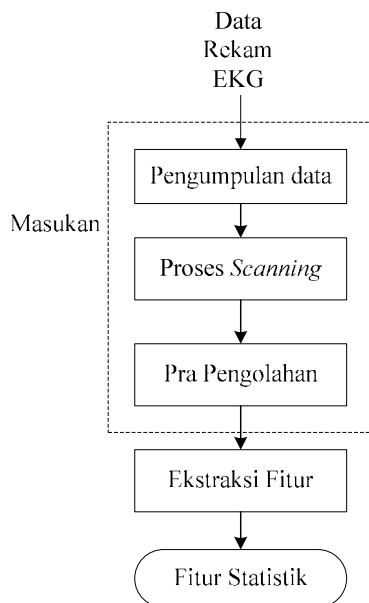 Data
Rekam
EKG
Pengumpulan data
Masukan
Proses Scanning
Pra Pengolahan
Ekstraksi Fitur
Fitur Statistik